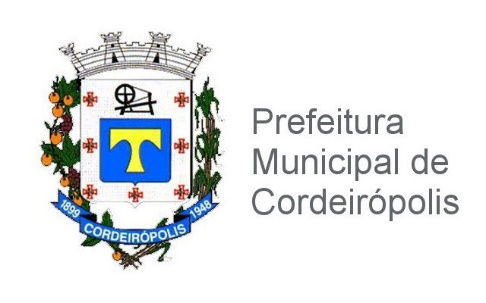 Prefeitura
Municipal de
Cordeirópolis
1899 CORDEIRÓPOLIS 1948